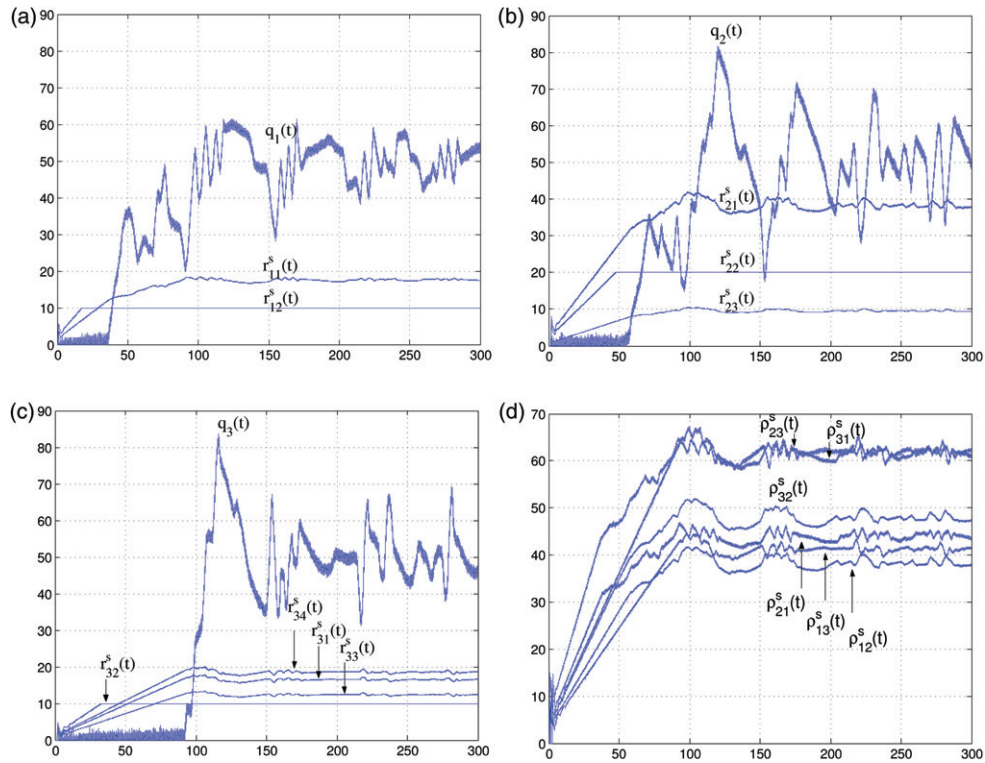 (a)
90
80
70
60
50
40
30
20
10
0
q₁(t)
rˢ₁₁(t)
rˢ₁₂(t)
0 50 100 150 200 250 300
(b)
90
80
70
60
50
40
30
20
10
0
q₂(t)
rˢ₂₁(t)
rˢ₂₂(t)
rˢ₂₃(t)
0 50 100 150 200 250 300
(c)
90
80
70
60
50
40
30
20
10
0
q₃(t)
rˢ₃₄(t)
rˢ₃₁(t)
rˢ₃₃(t)
rˢ₃₂(t)
0 50 100 150 200 250 300
(d)
70
60
50
40
30
20
10
0
ρˢ₂₃(t)
ρˢ₃₁(t)
ρˢ₃₂(t)
ρˢ₂₁(t)
ρˢ₁₃(t)
ρˢ₁₂(t)
0 50 100 150 200 250 300